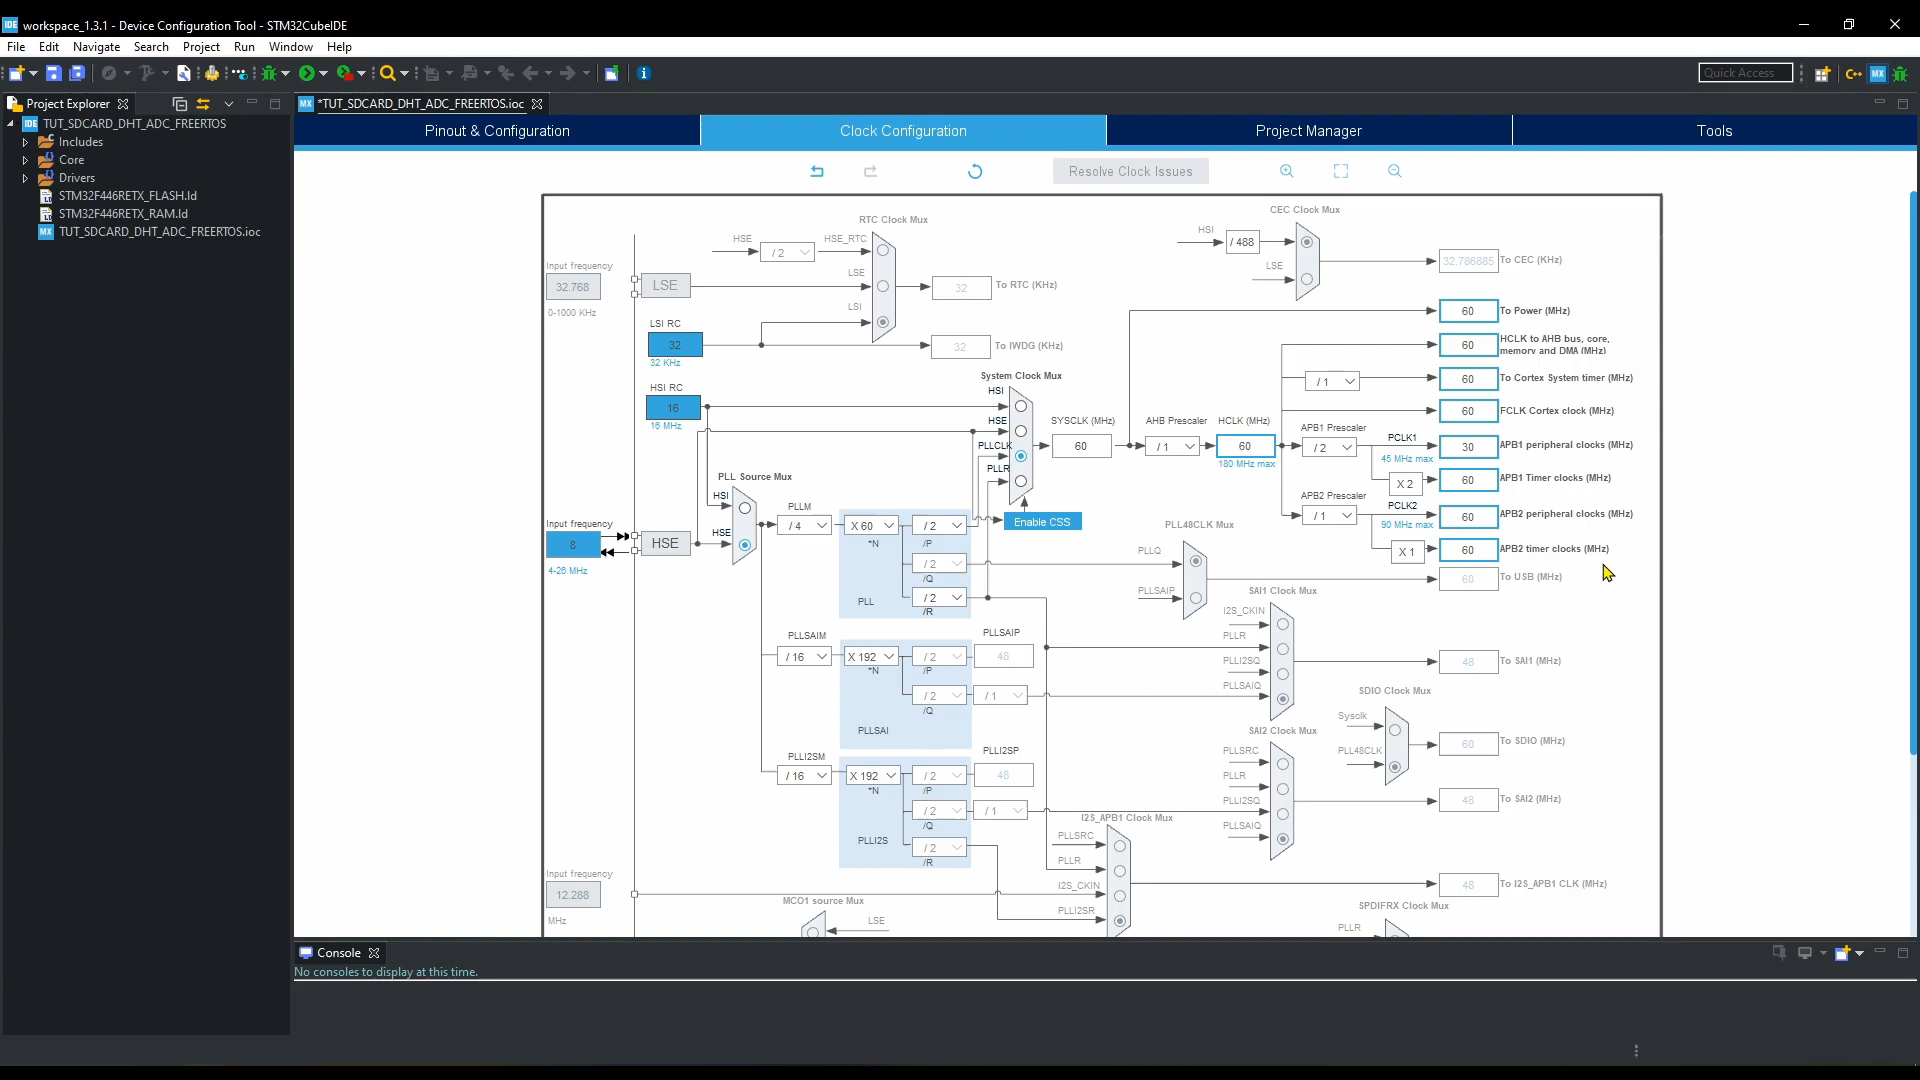 IDE workspace_1.3.1 - Device Configuration Tool - STM32CubeIDE
File Edit Navigate Search Project Run Window Help
Quick Access
Project Explorer
MX *TUT_SDCARD_DHT_ADC_FREERTOS.ioc
IDE TUT_SDCARD_DHT_ADC_FREERTOS
Includes
Core
Drivers
STM32F446RETX_FLASH.ld
STM32F446RETX_RAM.ld
MX TUT_SDCARD_DHT_ADC_FREERTOS.ioc
Pinout & Configuration Clock Configuration Project Manager Tools
Resolve Clock Issues
RTC Clock Mux
CEC Clock Mux
HSE / 2 HSE_RTC
HSI / 488
LSE
32.786885 To CEC (KHz)
Input frequency
32.768
0-1000 KHz
LSE
LSE
LSI
32 To RTC (KHz)
LSI RC
32
32 KHz
32 To IWDG (KHz)
60 To Power (MHz)
60 HCLK to AHB bus, core,
memory and DMA (MHz)
/ 1 60 To Cortex System timer (MHz)
60 FCLK Cortex clock (MHz)
HSI RC
16
16 MHz
System Clock Mux
HSI
HSE
PLLCLK
PLLR
SYSCLK (MHz)
60
AHB Prescaler
/ 1
HCLK (MHz)
60
180 MHz max
APB1 Prescaler
/ 2
PCLK1
45 MHz max
30 APB1 peripheral clocks (MHz)
X 2 60 APB1 Timer clocks (MHz)
APB2 Prescaler
/ 1
PCLK2
90 MHz max
60 APB2 peripheral clocks (MHz)
X 1 60 APB2 timer clocks (MHz)
60 To USB (MHz)
Enable CSS
PLL Source Mux
HSI
HSE
Input frequency
8
4-26 MHz
HSE
PLLM
/ 4
X 60
*N
/ 2
/P
/ 2
/Q
/ 2
/R
PLL
PLL48CLK Mux
PLLQ
PLLSAIP
PLLSAIM
/ 16
X 192
*N
/ 2
/P
PLLSAIP
48
/ 2
/Q
/ 1
PLLSAI
SAI1 Clock Mux
I2S_CKIN
PLLR
PLLI2SQ
PLLSAIQ
48 To SAI1 (MHz)
SDIO Clock Mux
Sysclk
PLL48CLK
60 To SDIO (MHz)
SAI2 Clock Mux
PLLSRC
PLLR
PLLI2SQ
PLLSAIQ
48 To SAI2 (MHz)
PLLI2SM
/ 16
X 192
*N
/ 2
/P
PLLI2SP
48
/ 2
/Q
/ 1
/ 2
/R
PLLI2S
I2S_APB1 Clock Mux
PLLSRC
PLLR
I2S_CKIN
PLLI2SR
48 To I2S_APB1 CLK (MHz)
Input frequency
12.288
MHz
MCO1 source Mux
LSE
SPDIFRX Clock Mux
PLLR
Console
No consoles to display at this time.